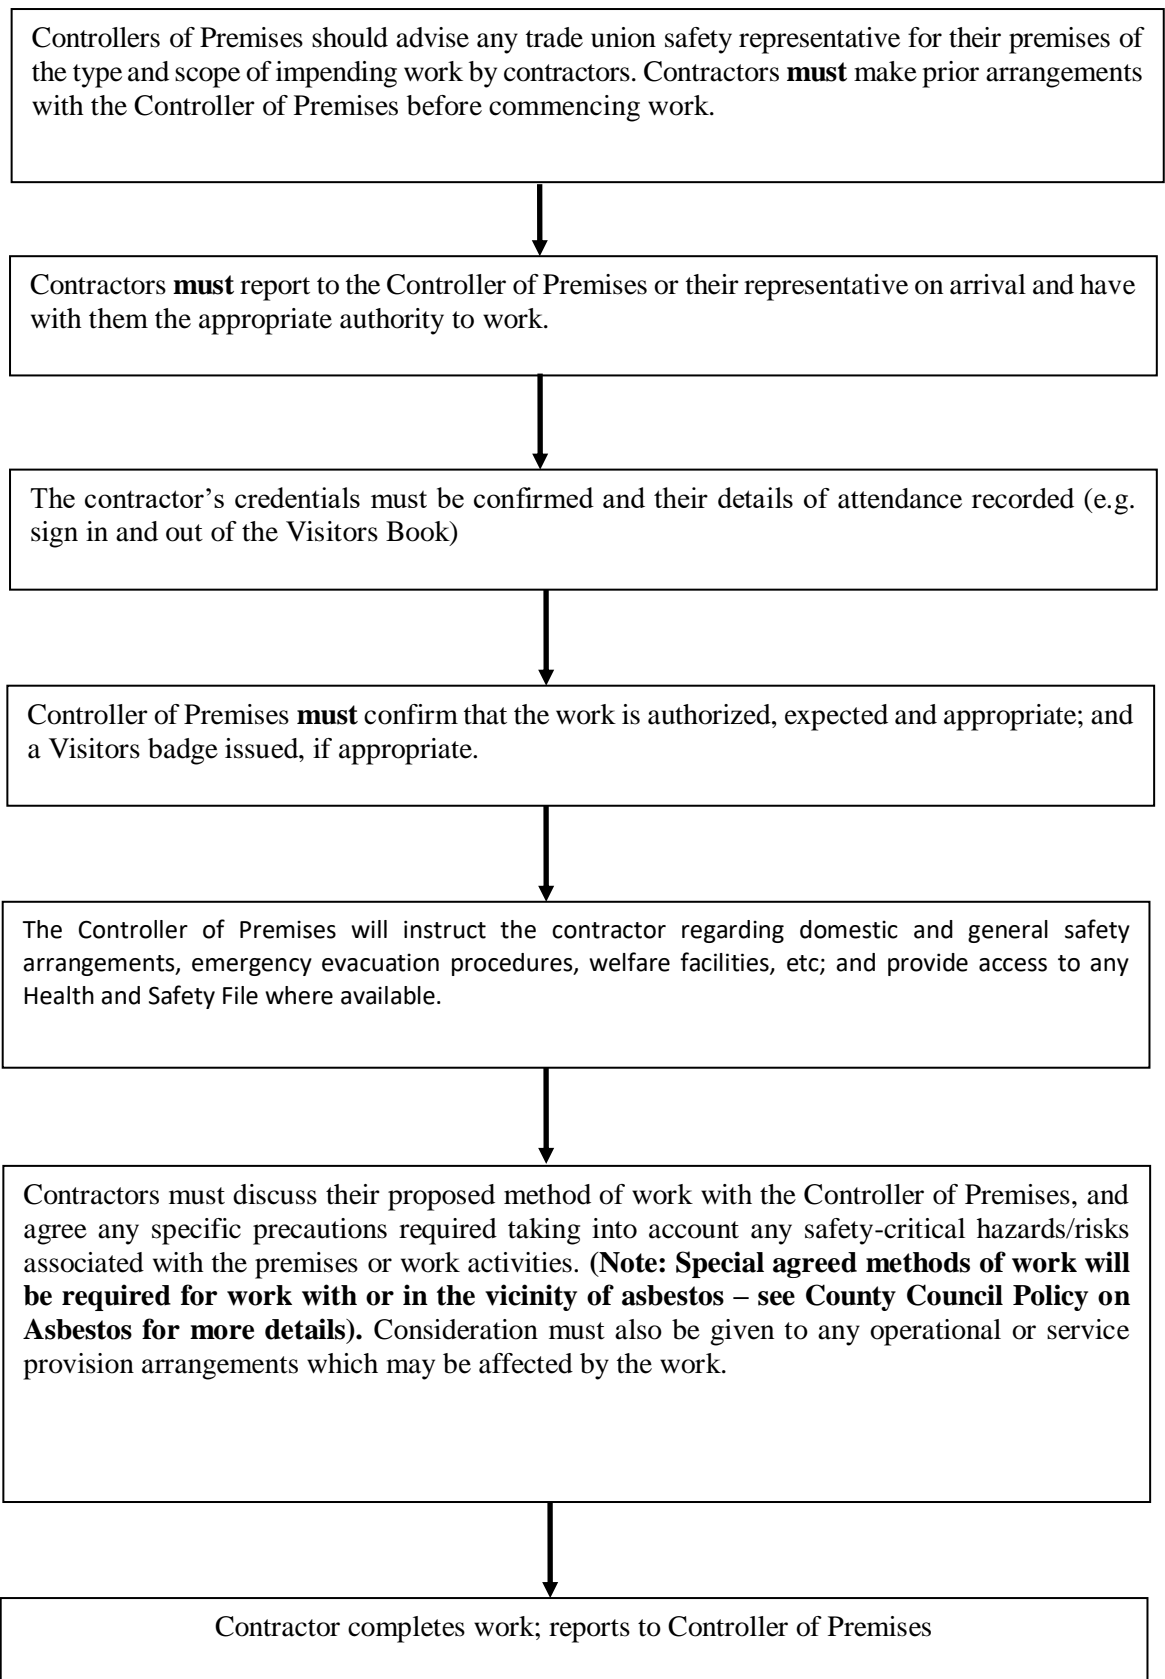 Controllers of Premises should advise any trade union safety representative for their premises of
the type and scope of impending work by contractors. Contractors must make prior arrangements
with the Controller of Premises before commencing work.
Contractors must report to the Controller of Premises or their representative on arrival and have
with them the appropriate authority to work.
The contractor’s credentials must be confirmed and their details of attendance recorded (e.g.
sign in and out of the Visitors Book)
Controller of Premises must confirm that the work is authorized, expected and appropriate; and
a Visitors badge issued, if appropriate.
The Controller of Premises will instruct the contractor regarding domestic and general safety
arrangements, emergency evacuation procedures, welfare facilities, etc; and provide access to any
Health and Safety File where available.
Contractors must discuss their proposed method of work with the Controller of Premises, and
agree any specific precautions required taking into account any safety-critical hazards/risks
associated with the premises or work activities. (Note: Special agreed methods of work will
be required for work with or in the vicinity of asbestos – see County Council Policy on
Asbestos for more details). Consideration must also be given to any operational or service
provision arrangements which may be affected by the work.
Contractor completes work; reports to Controller of Premises